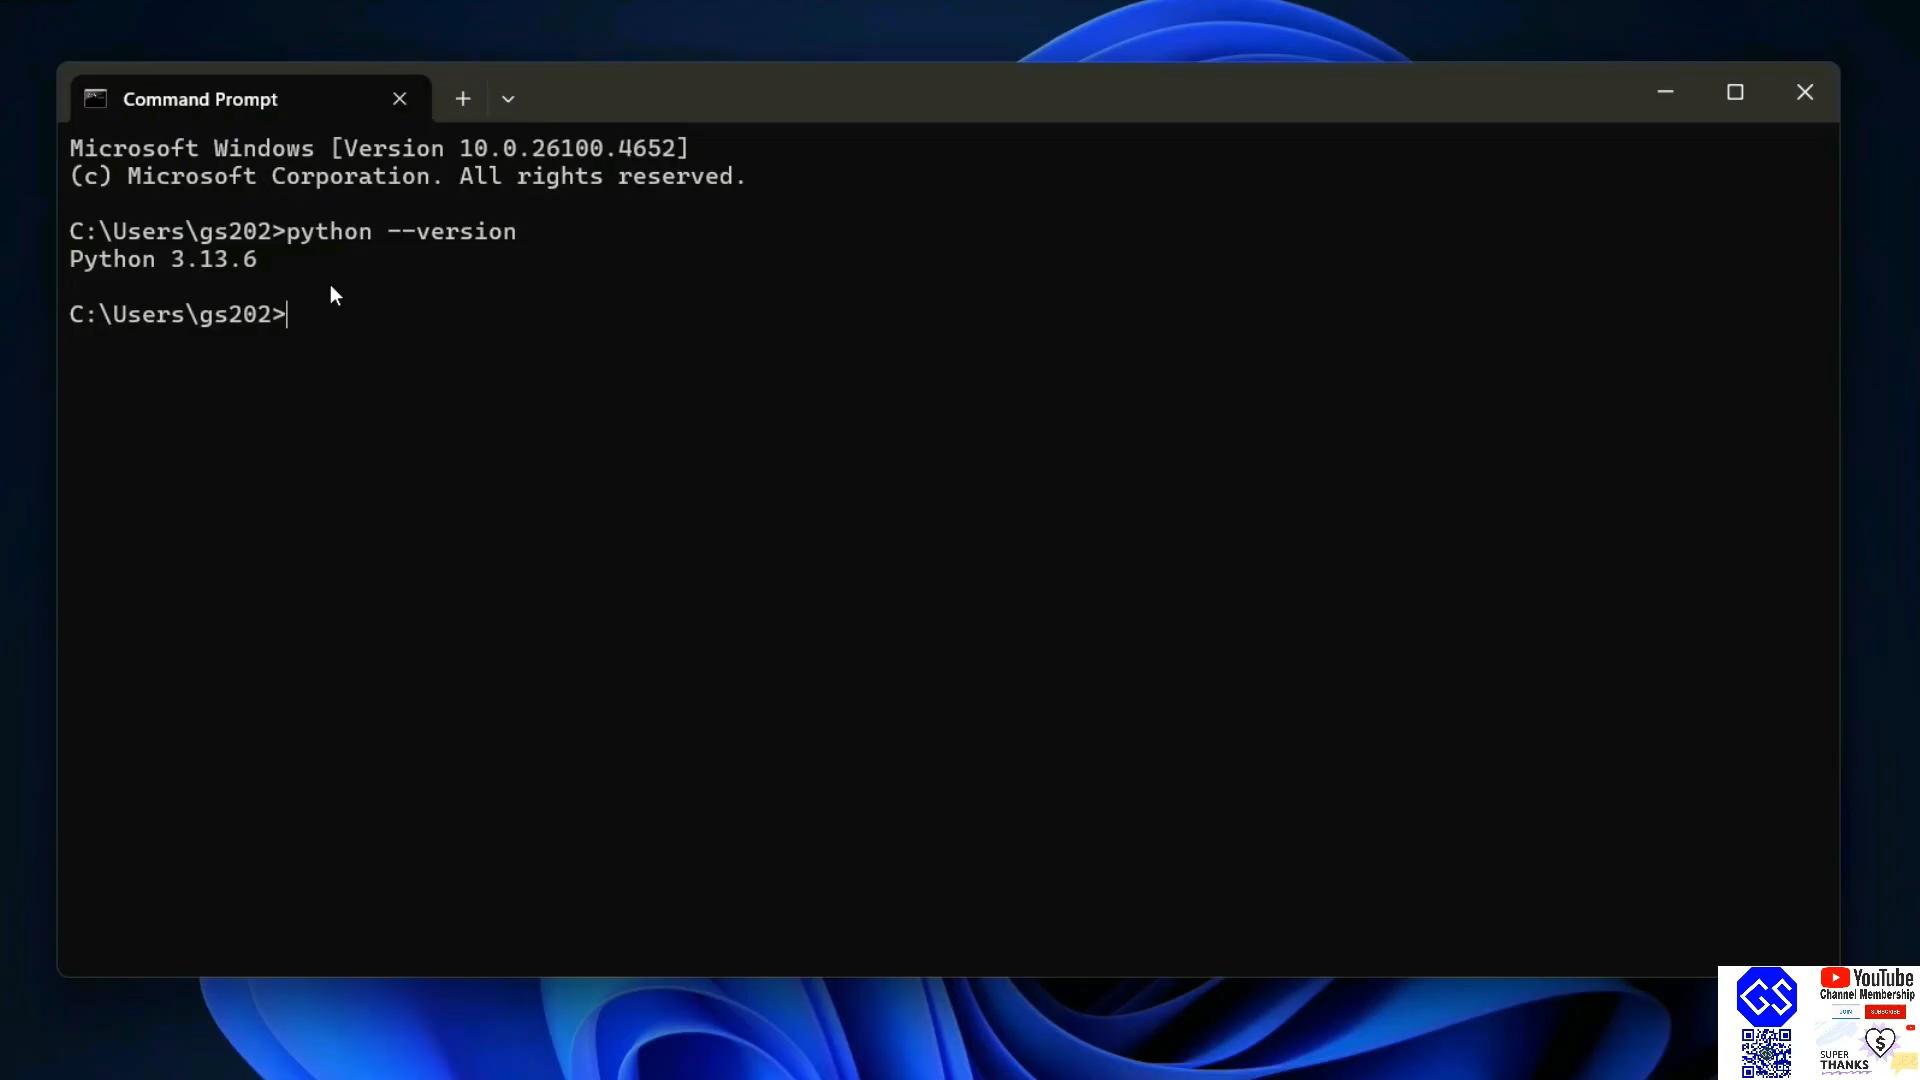 Command Prompt
Microsoft Windows [Version 10.0.26100.4652]
(c) Microsoft Corporation. All rights reserved.
C:\Users\gs202>python --version
Python 3.13.6
C:\Users\gs202>
GS
YouTube
Channel Membership
JOIN
SUBSCRIBE
SUPER
THANKS
$